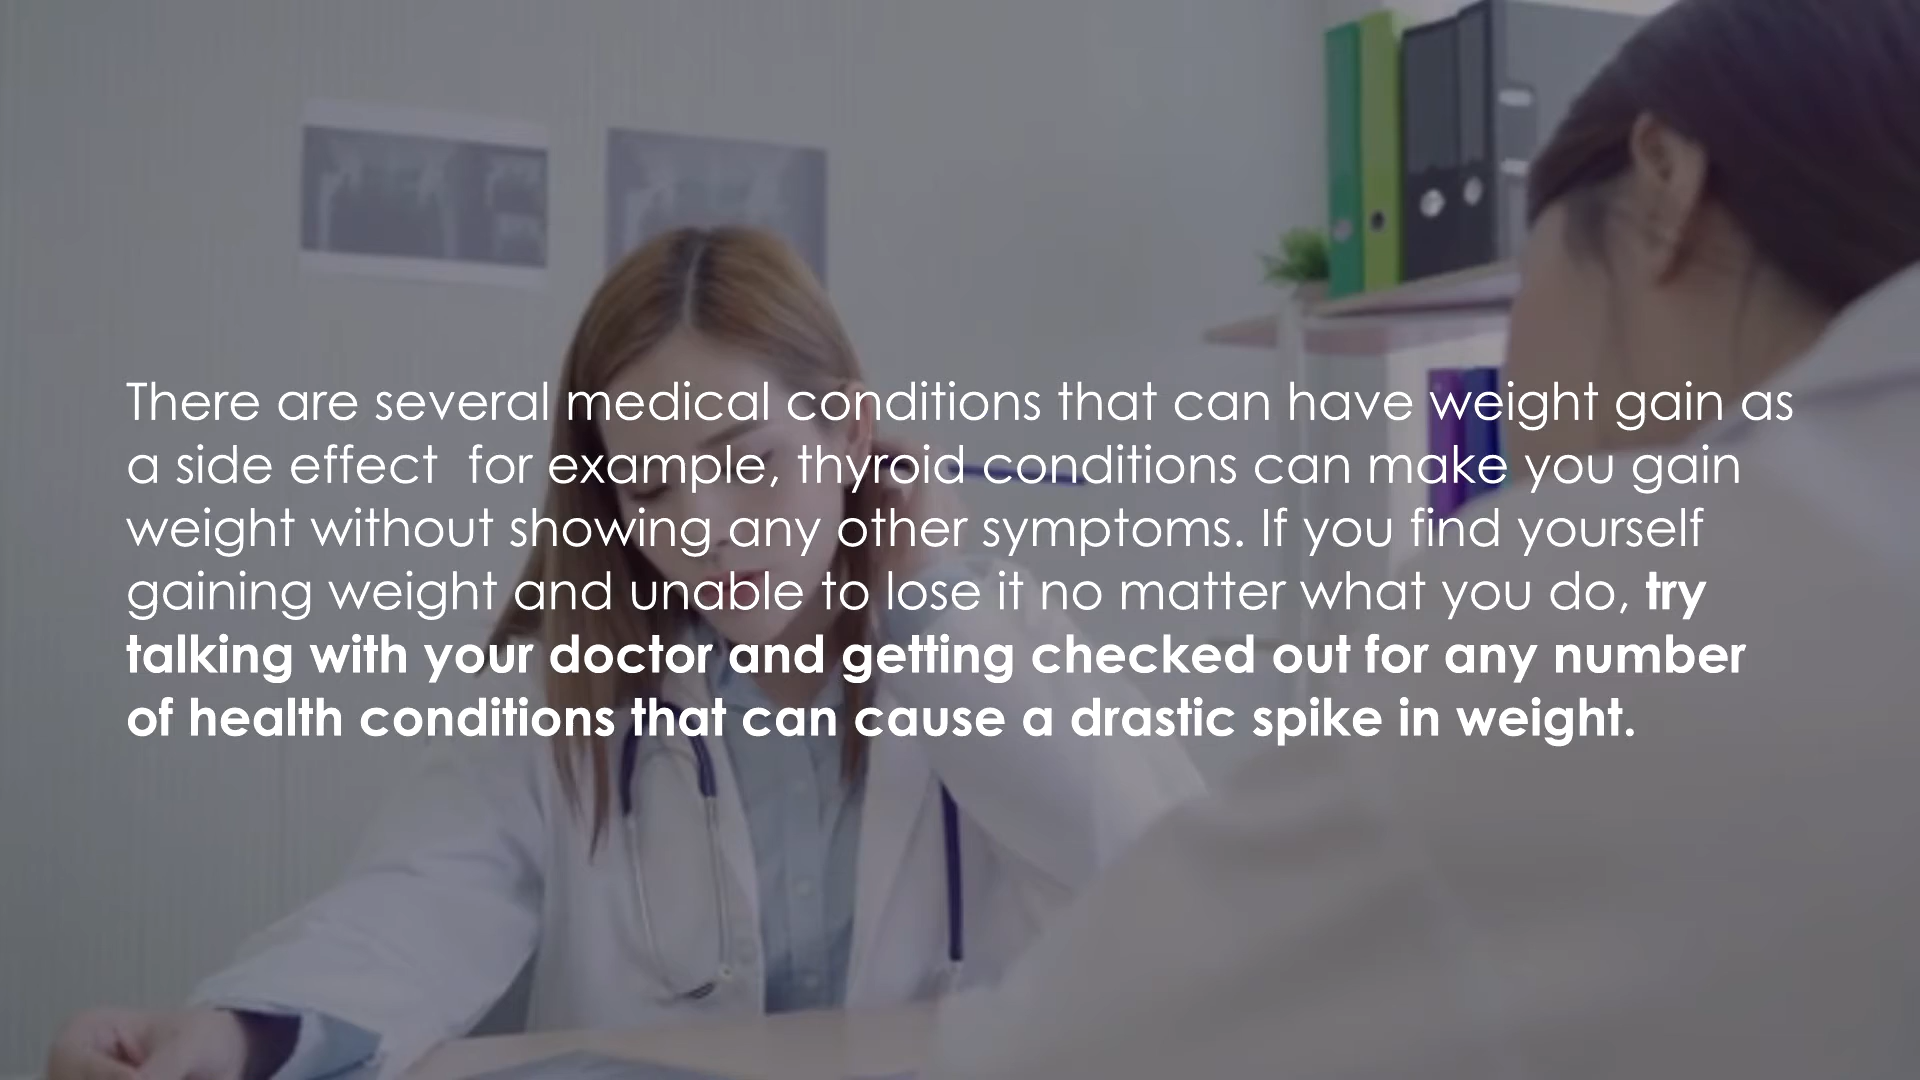 There are several medical conditions that can have weight gain as
a side effect  for example, thyroid conditions can make you gain
weight without showing any other symptoms. If you find yourself
gaining weight and unable to lose it no matter what you do, try
talking with your doctor and getting checked out for any number
of health conditions that can cause a drastic spike in weight.